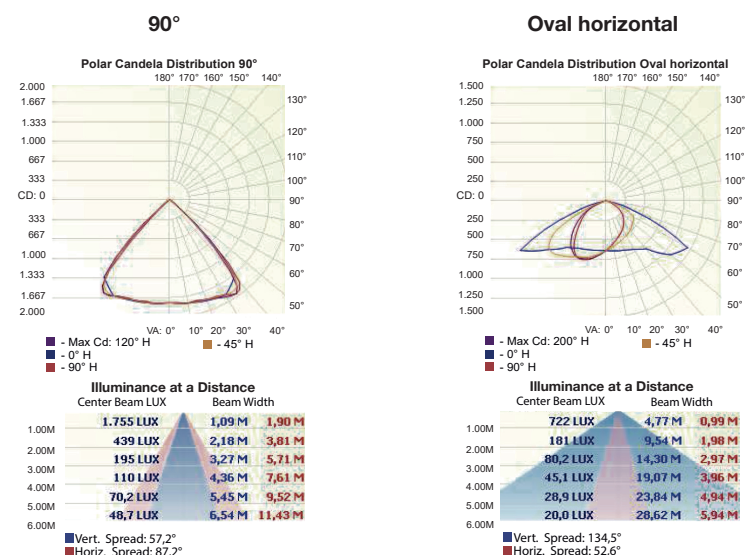 90°
Polar Candela Distribution 90°
180° 170° 160° 150° 140°
2.000
1.667
1.333
1.000
667
333
CD: 0
333
667
1.000
1.333
1.667
2.000
130°
120°
110°
100°
90°
80°
70°
60°
50°
VA: 0° 10° 20° 30° 40°
- Max Cd: 120° H
- 45° H
- 0° H
- 90° H
Illuminance at a Distance
Center Beam LUX Beam Width
1.00M 1.755 LUX 1,09 M 1,90 M
2.00M 439 LUX 2,18 M 3,81 M
3.00M 195 LUX 3,27 M 5,71 M
4.00M 110 LUX 4,36 M 7,61 M
5.00M 70,2 LUX 5,45 M 9,52 M
6.00M 48,7 LUX 6,54 M 11,43 M
Vert. Spread: 57,2°
Horiz. Spread: 87,2°
Oval horizontal
Polar Candela Distribution Oval horizontal
180° 170° 160° 150° 140°
1.500
1.250
1.000
750
500
250
CD: 0
250
500
750
1.000
1.250
1.500
130°
120°
110°
100°
90°
80°
70°
60°
50°
VA: 0° 10° 20° 30° 40°
- Max Cd: 200° H
- 45° H
- 0° H
- 90° H
Illuminance at a Distance
Center Beam LUX Beam Width
1.00M 722 LUX 4,77 M 0,99 M
2.00M 181 LUX 9,54 M 1,98 M
3.00M 80,2 LUX 14,30 M 2,97 M
4.00M 45,1 LUX 19,07 M 3,96 M
5.00M 28,9 LUX 23,84 M 4,94 M
6.00M 20,0 LUX 28,62 M 5,94 M
Vert. Spread: 134,5°
Horiz. Spread: 52,6°